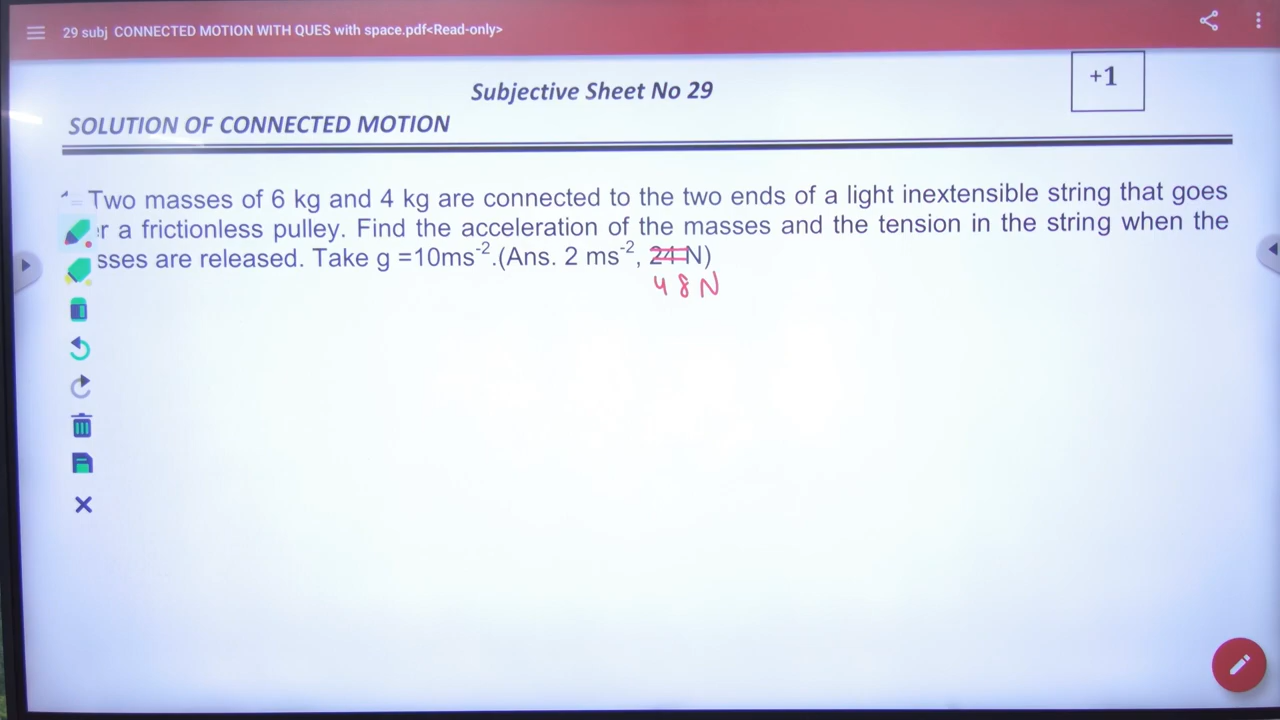 29 subj CONNECTED MOTION WITH QUES with space.pdf<Read-only>
+1
Subjective Sheet No 29
SOLUTION OF CONNECTED MOTION
Two masses of 6 kg and 4 kg are connected to the two ends of a light inextensible string that goes
r a frictionless pulley. Find the acceleration of the masses and the tension in the string when the
sses are released. Take g =10ms⁻².(Ans. 2 ms⁻², 24 N)
48N